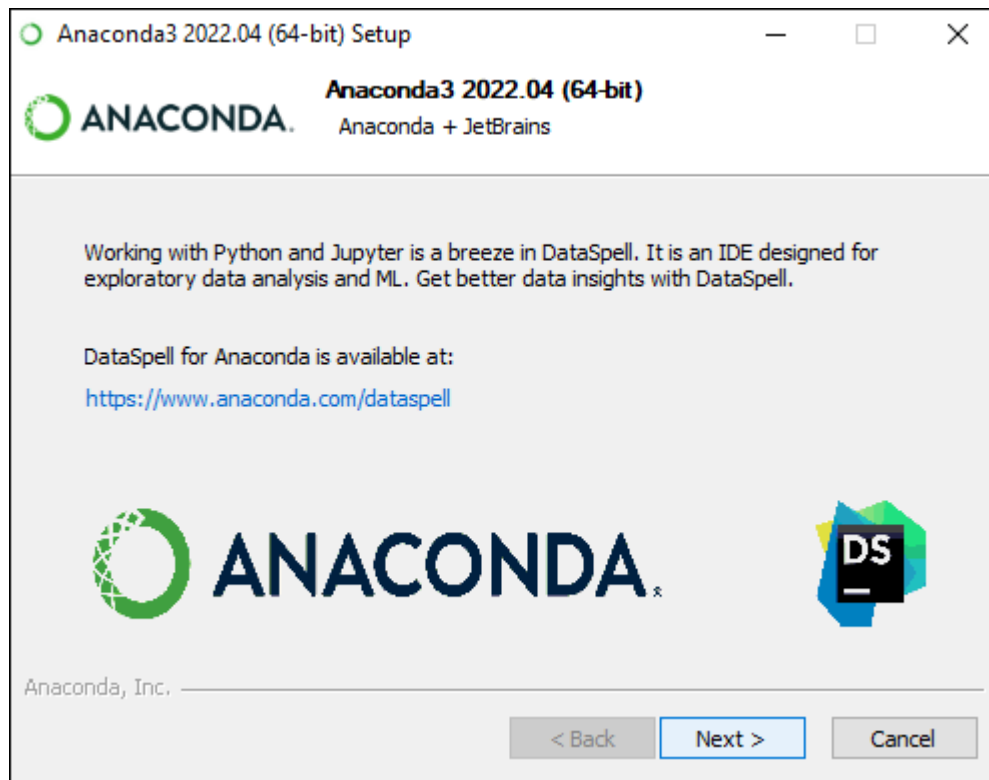 Anaconda3 2022.04 (64-bit) Setup
ANACONDA.
Anaconda3 2022.04 (64-bit)
Anaconda + JetBrains
Working with Python and Jupyter is a breeze in DataSpell. It is an IDE designed for
exploratory data analysis and ML. Get better data insights with DataSpell.
DataSpell for Anaconda is available at:
https://www.anaconda.com/dataspell
ANACONDA®
DS
Anaconda, Inc.
< Back
Next >
Cancel